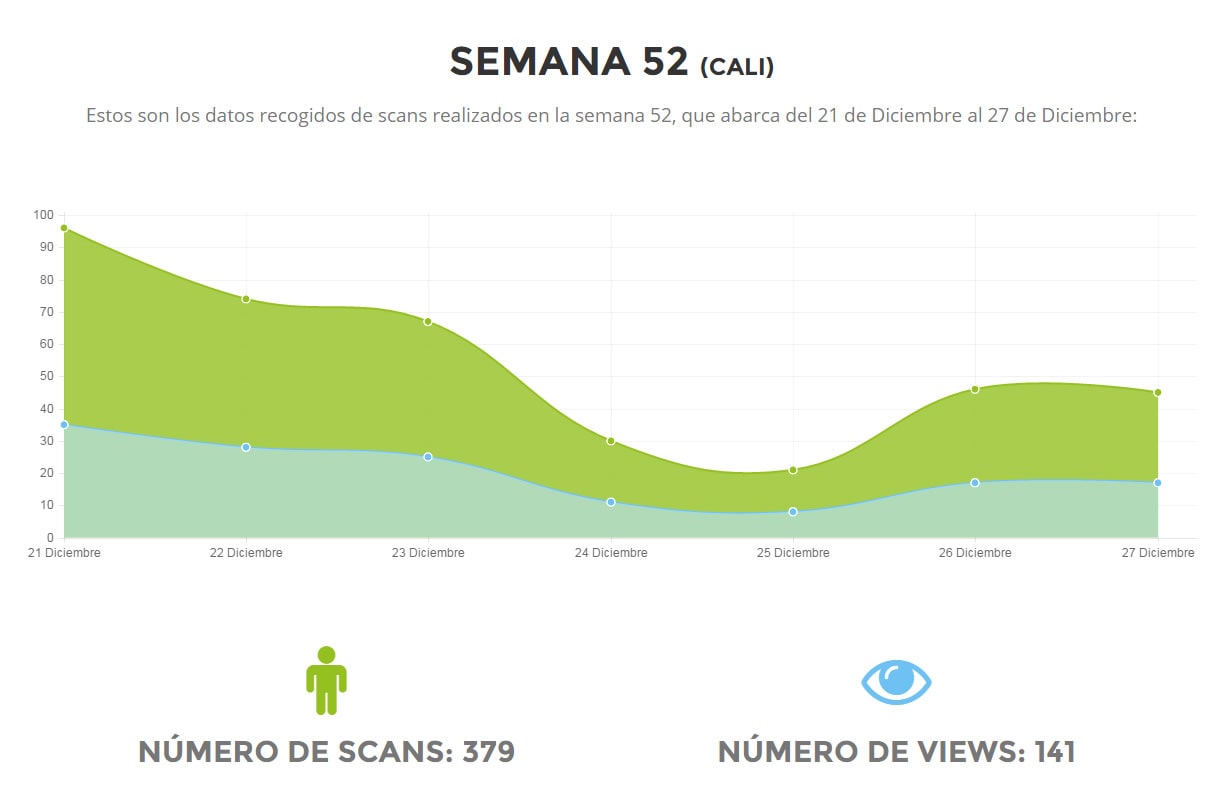 SEMANA 52 (CALI)
Estos son los datos recogidos de scans realizados en la semana 52, que abarca del 21 de Diciembre al 27 de Diciembre:
100
90
80
70
60
50
40
30
20
10
0
21 Diciembre 22 Diciembre 23 Diciembre 24 Diciembre 25 Diciembre 26 Diciembre 27 Diciembre
NÚMERO DE SCANS: 379
NÚMERO DE VIEWS: 141